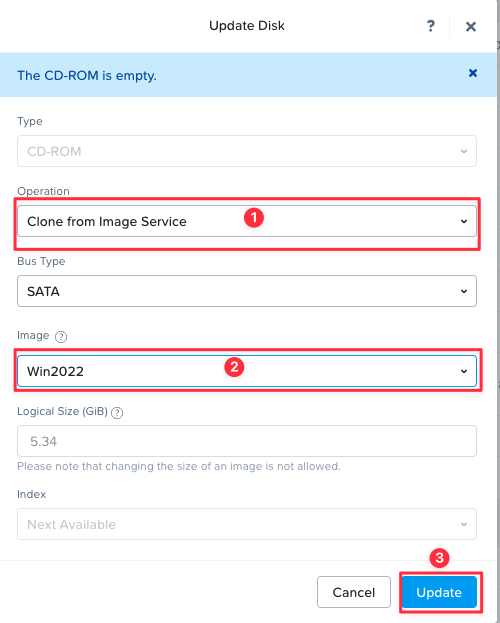 Update Disk ?
The CD-ROM is empty.
Type
CD-ROM
Operation
Clone from Image Service 1
Bus Type
SATA
Image ?
Win2022 2
Logical Size (GiB) ?
5.34
Please note that changing the size of an image is not allowed.
Index
Next Available
3
Cancel Update